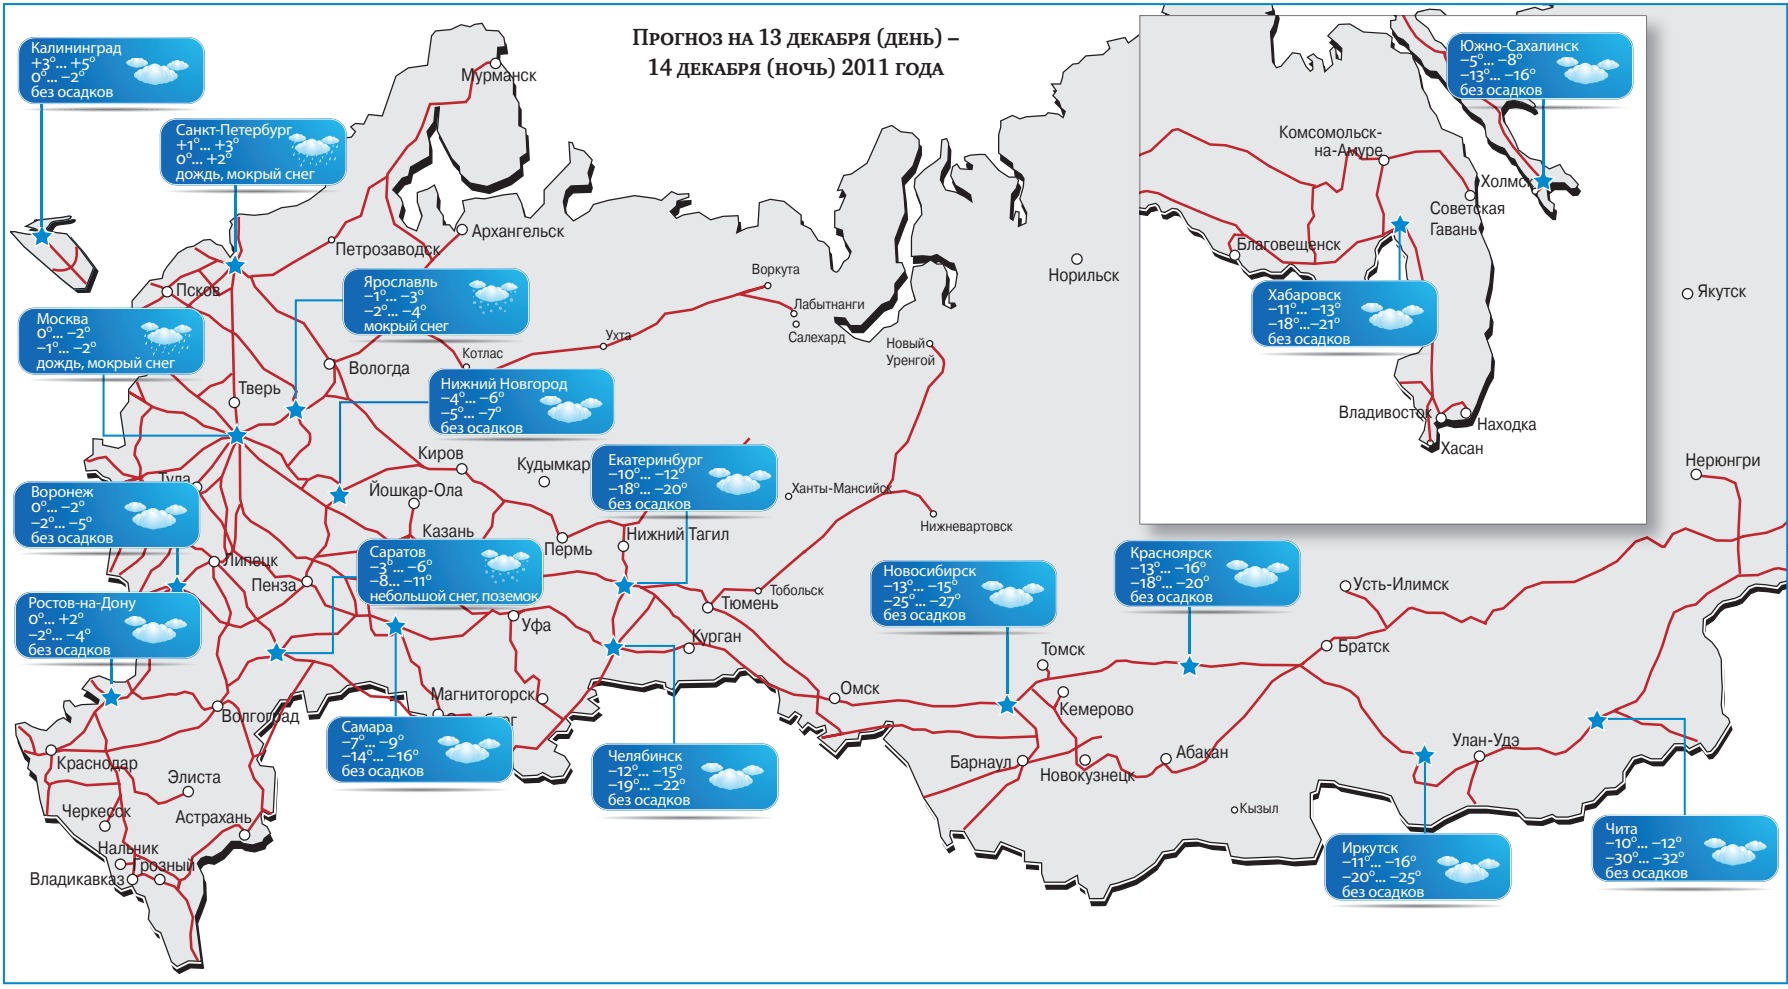 Прогноз на 13 декабря (день) –
14 декабря (ночь) 2011 года
Калининград
+3°... +5°
0°... –2°
без осадков
Санкт-Петербург
+1°... +3°
0°... +2°
дождь, мокрый снег
Мурманск
Архангельск
Петрозаводск
Псков
Ярославль
–1°... –3°
–2°... –4°
мокрый снег
Москва
0°... –2°
–1°... –2°
дождь, мокрый снег
Вологда
Тверь
Котлас
Ухта
Воркута
Лабытнанги
Салехард
Новый
Уренгой
Норильск
Якутск
Нижний Новгород
–4°... –6°
–5°... –7°
без осадков
Киров
Кудымкар
Йошкар-Ола
Казань
Екатеринбург
–10°... –12°
–18°... –20°
без осадков
Ханты-Мансийск
Нижневартовск
Тула
Воронеж
0°... –2°
–2°... –5°
без осадков
Липецк
Пенза
Саратов
–3°... –6°
–8... –11°
небольшой снег, поземок
Пермь
Нижний Тагил
Тобольск
Тюмень
Ростов-на-Дону
0°... +2°
–2°... –4°
без осадков
Уфа
Курган
Магнитогорск
Волгоград
Омск
Самара
–7°... –9°
–14°... –16°
без осадков
Челябинск
–12°... –15°
–19°... –22°
без осадков
Краснодар
Элиста
Черкесск
Астрахань
Нальчик
Грозный
Владикавказ
Новосибирск
–13°... –15°
–25°... –27°
без осадков
Красноярск
–13°... –16°
–18°... –20°
без осадков
Томск
Кемерово
Барнаул
Новокузнецк
Абакан
Кызыл
Усть-Илимск
Братск
Нерюнгри
Улан-Удэ
Иркутск
–11°... –16°
–20°... –25°
без осадков
Чита
–10°... –12°
–30°... –32°
без осадков
Южно-Сахалинск
–5°... –8°
–13°... –16°
без осадков
Комсомольск-
на-Амуре
Холмск
Советская
Гавань
Благовещенск
Хабаровск
–11°... –13°
–18°...–21°
без осадков
Владивосток
Находка
Хасан